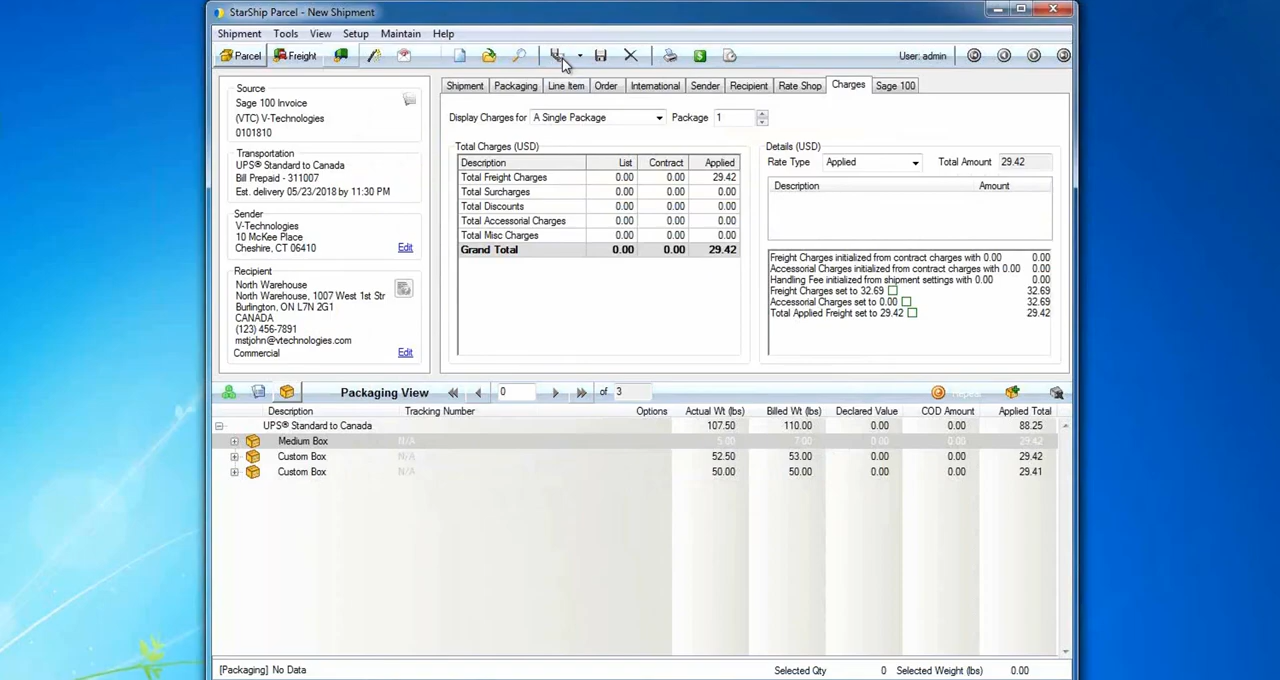 StarShip Parcel - New Shipment
Shipment Tools View Setup Maintain Help
Parcel Freight User: admin
Source
Sage 100 Invoice
(VTC) V-Technologies
0101810
Transportation
UPS® Standard to Canada
Bill Prepaid - 311007
Est. delivery 05/23/2018 by 11:30 PM
Sender
V-Technologies
10 McKee Place
Cheshire, CT 06410
Edit
Recipient
North Warehouse
North Warehouse, 1007 West 1st Str
Burlington, ON L7N 2G1
CANADA
(123) 456-7891
mstjohn@vtechnologies.com
Commercial
Edit
Shipment Packaging Line Item Order International Sender Recipient Rate Shop Charges Sage 100
Display Charges for A Single Package Package 1
Total Charges (USD)
Description List Contract Applied
Total Freight Charges 0.00 0.00 29.42
Total Surcharges 0.00 0.00 0.00
Total Discounts 0.00 0.00 0.00
Total Accessorial Charges 0.00 0.00 0.00
Total Misc Charges 0.00 0.00 0.00
Grand Total 0.00 0.00 29.42
Details (USD)
Rate Type Applied Total Amount 29.42
Description Amount
Freight Charges initialized from contract charges with 0.00 0.00
Accessorial Charges initialized from contract charges with 0.00 0.00
Handling Fee initialized from shipment settings with 0.00 0.00
Freight Charges set to 32.69 32.69
Accessorial Charges set to 0.00 32.69
Total Applied Freight set to 29.42 29.42
Packaging View 0 of 3 Repeat
Description Tracking Number Options Actual Wt (lbs) Billed Wt (lbs) Declared Value COD Amount Applied Total
UPS® Standard to Canada 107.50 110.00 0.00 0.00 88.25
Medium Box N/A 5.00 7.00 0.00 0.00 29.42
Custom Box N/A 52.50 53.00 0.00 0.00 29.42
Custom Box N/A 50.00 50.00 0.00 0.00 29.41
[Packaging] No Data Selected Qty 0 Selected Weight (lbs) 0.00